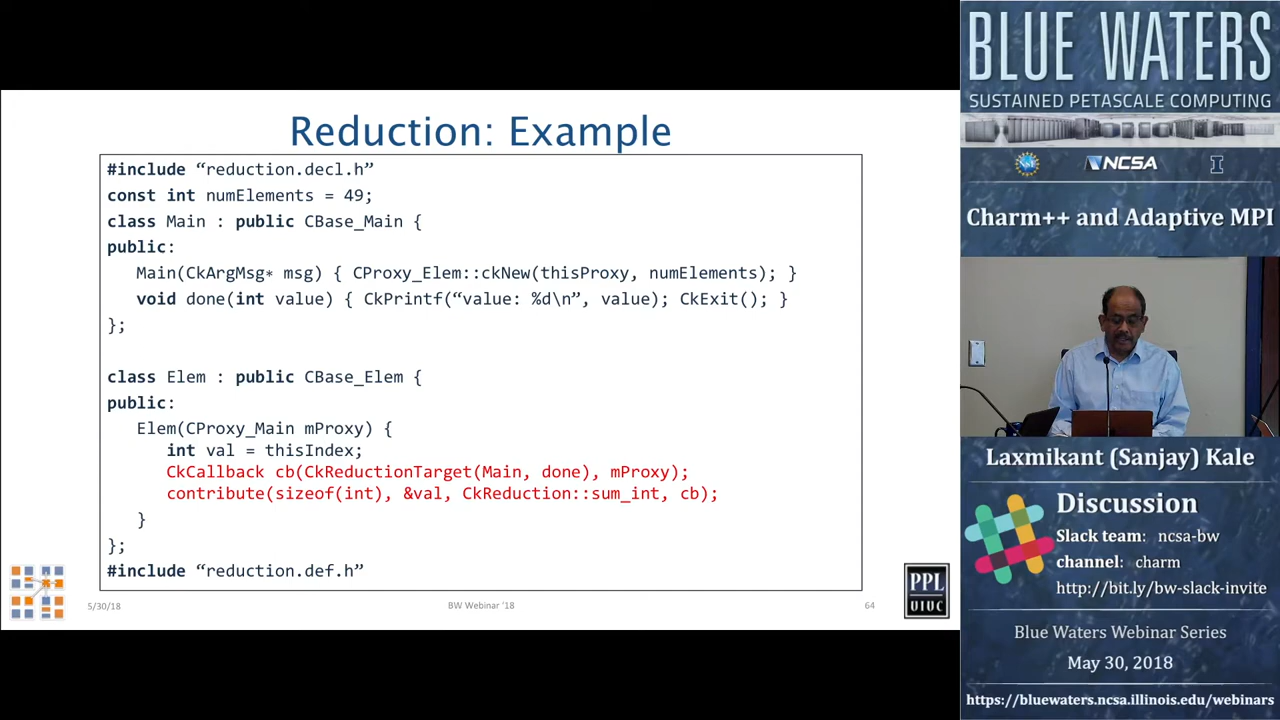 Reduction: Example
#include “reduction.decl.h”
const int numElements = 49;
class Main : public CBase_Main {
public:
Main(CkArgMsg* msg) { CProxy_Elem::ckNew(thisProxy, numElements); }
void done(int value) { CkPrintf(“value: %d\n”, value); CkExit(); }
};
class Elem : public CBase_Elem {
public:
Elem(CProxy_Main mProxy) {
int val = thisIndex;
CkCallback cb(CkReductionTarget(Main, done), mProxy);
contribute(sizeof(int), &val, CkReduction::sum_int, cb);
}
};
#include “reduction.def.h”
5/30/18
BW Webinar ‘18
64
PPL
UIUC
BLUE WATERS
SUSTAINED PETASCALE COMPUTING
NSF
NCSA
I
Charm++ and Adaptive MPI
Laxmikant (Sanjay) Kale
Discussion
Slack team: ncsa-bw
channel: charm
http://bit.ly/bw-slack-invite
Blue Waters Webinar Series
May 30, 2018
https://bluewaters.ncsa.illinois.edu/webinars